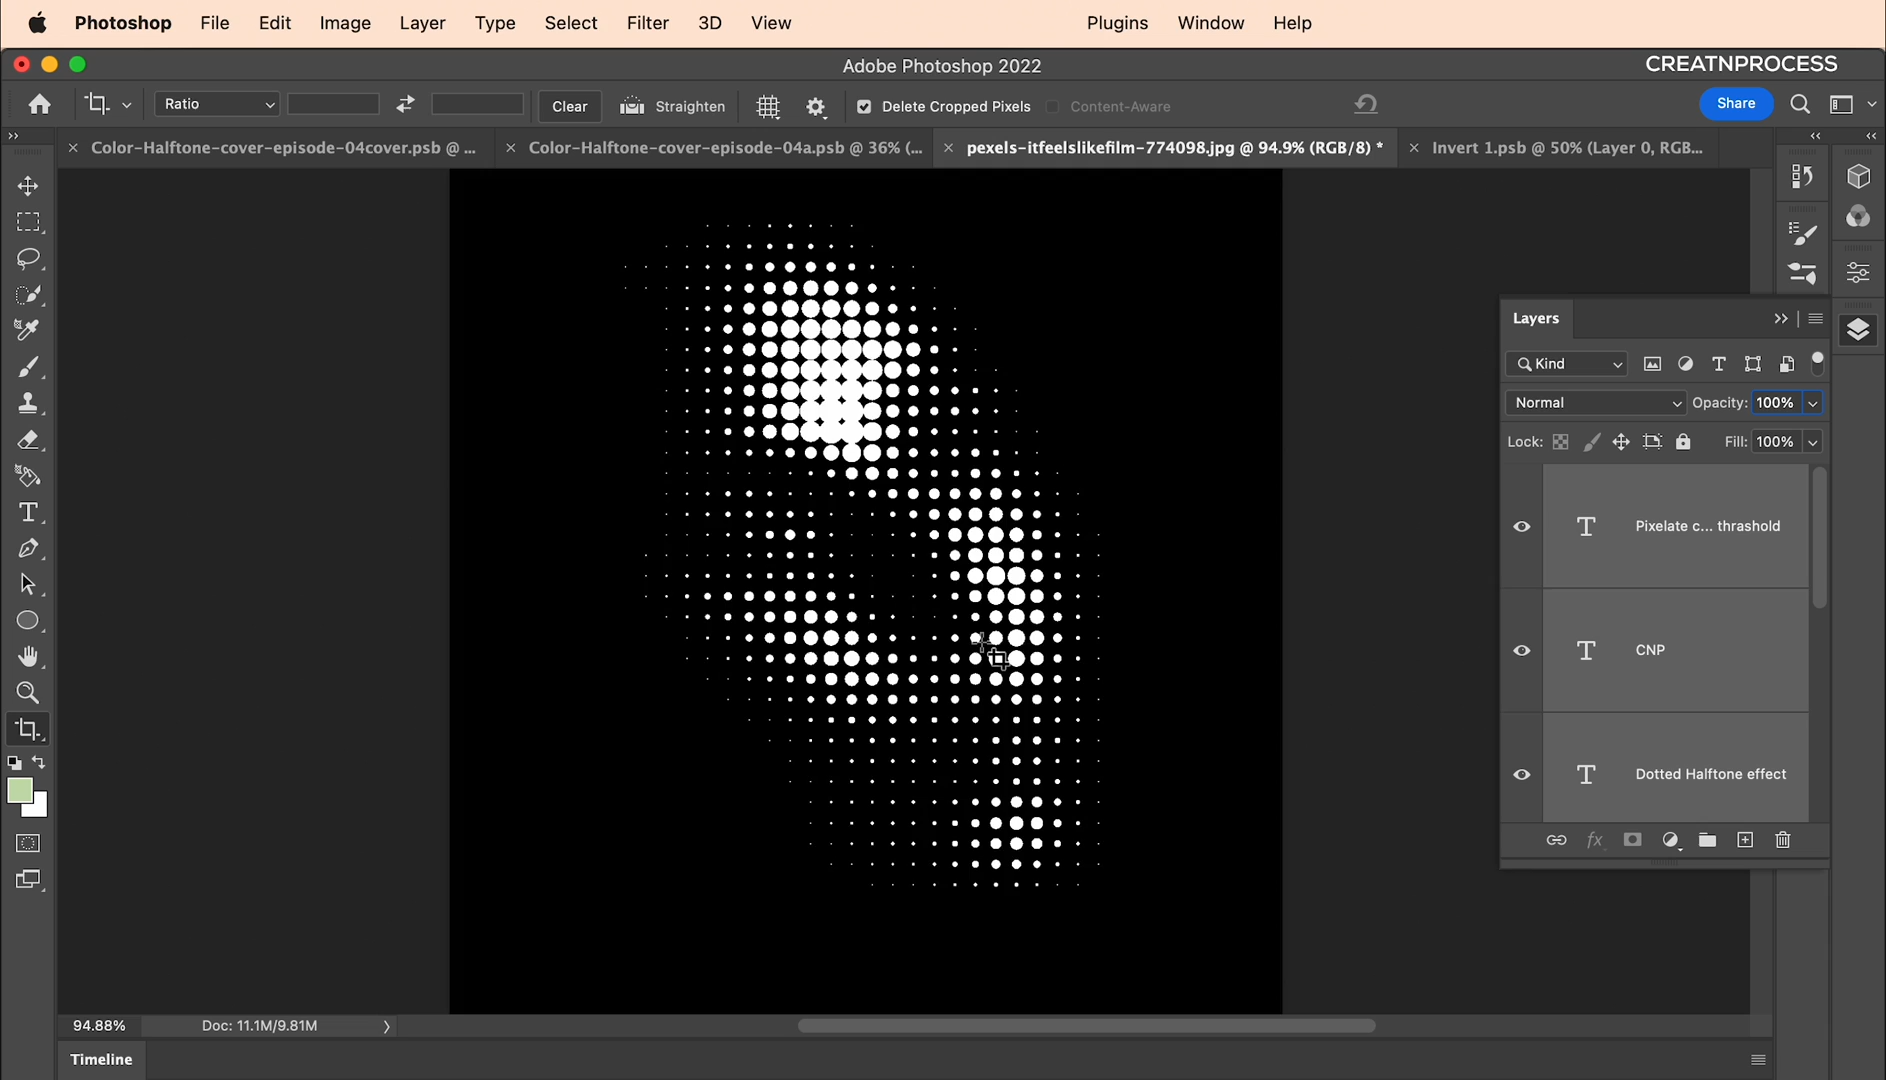 Photoshop File Edit Image Layer Type Select Filter 3D View Plugins Window Help
Adobe Photoshop 2022
CREATNPROCESS
Ratio Clear Straighten Delete Cropped Pixels Content-Aware Share
Color-Halftone-cover-episode-04cover.psb @ ... Color-Halftone-cover-episode-04a.psb @ 36% (... pexels-itfeelslikefilm-774098.jpg @ 94.9% (RGB/8) * Invert 1.psb @ 50% (Layer 0, RGB...
Layers
Kind
Normal Opacity: 100%
Lock: Fill: 100%
Pixelate c... thrashold
CNP
Dotted Halftone effect
fx
94.88% Doc: 11.1M/9.81M
Timeline